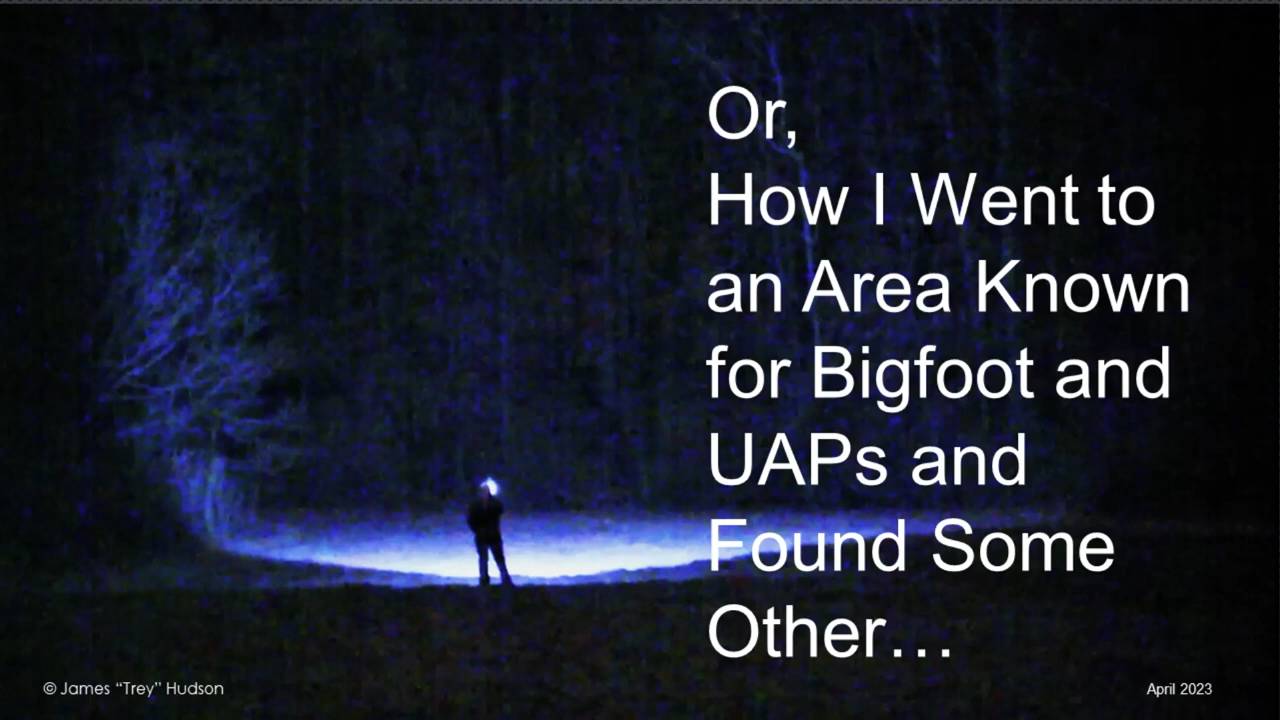 Or,
How I Went to
an Area Known
for Bigfoot and
UAPs and
Found Some
Other…
© James “Trey” Hudson
April 2023